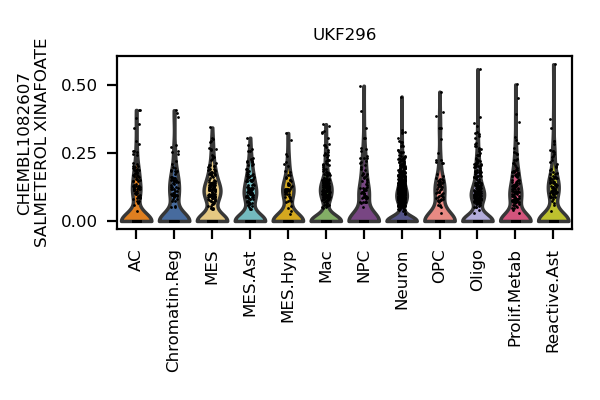 UKF296
CHEMBL1082607
SALMETEROL XINAFOATE
0.50
0.25
0.00
AC
Chromatin.Reg
MES
MES.Ast
MES.Hyp
Mac
NPC
Neuron
OPC
Oligo
Prolif.Metab
Reactive.Ast